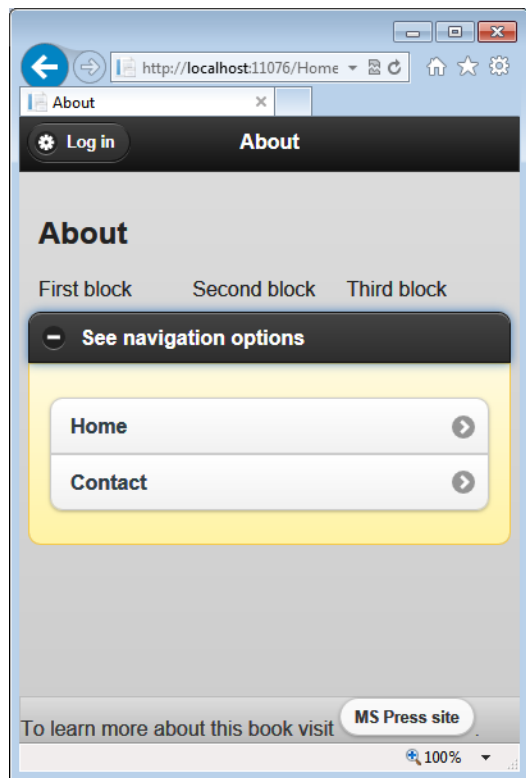 http://localhost:11076/Home
About
Log in
About
About
First block Second block Third block
See navigation options
Home
Contact
To learn more about this book visit MS Press site .
100%